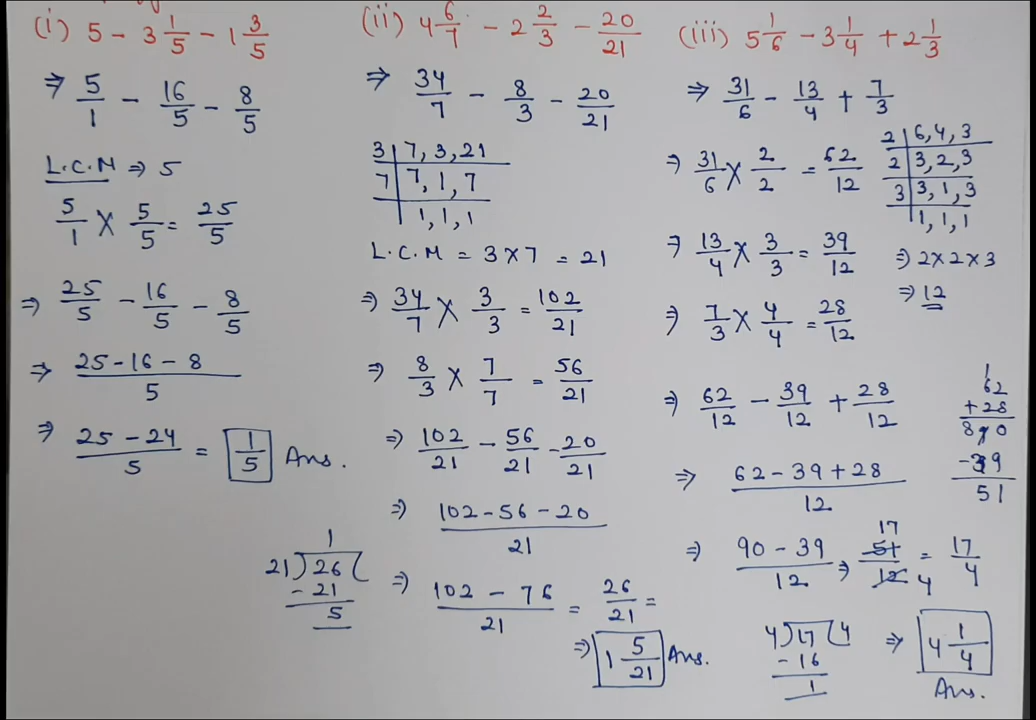 (i) 5 - 3 1/5 - 1 3/5
⇒ 5/1 - 16/5 - 8/5
L.C.M ⇒ 5
5/1 × 5/5 = 25/5
⇒ 25/5 - 16/5 - 8/5
⇒ 25-16-8/5
⇒ 25-24/5 = 1/5 Ans.
(ii) 4 6/7 - 2 2/3 - 20/21
⇒ 34/7 - 8/3 - 20/21
3 | 7, 3, 21
7 | 7, 1, 7
1, 1, 1
L.C.M = 3×7 = 21
⇒ 34/7 × 3/3 = 102/21
⇒ 8/3 × 7/7 = 56/21
⇒ 102/21 - 56/21 - 20/21
⇒ 102-56-20/21
⇒ 102-76/21 = 26/21 =
⇒ 1 5/21 Ans.
1
21)26(
-21
5
(iii) 5 1/6 - 3 1/4 + 2 1/3
⇒ 31/6 - 13/4 + 7/3
⇒ 31/6 × 2/2 = 62/12
⇒ 13/4 × 3/3 = 39/12
⇒ 7/3 × 4/4 = 28/12
2 | 6, 4, 3
2 | 3, 2, 3
3 | 3, 1, 3
1, 1, 1
⇒ 2×2×3
⇒ 12
⇒ 62/12 - 39/12 + 28/12
⇒ 62-39+28/12
1
62
+28
8 9 0
-39
51
⇒ 90-39/12 ⇒ 51/12 17 4 = 17/4
4)17(4
-16
1
⇒ 4 1/4
Ans.